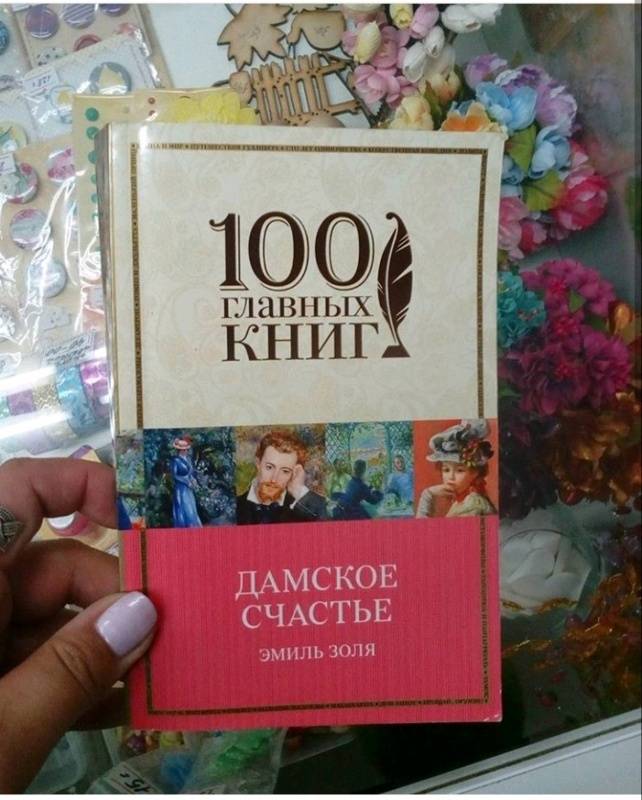 100
ГЛАВНЫХ
КНИГ
ДАМСКОЕ
СЧАСТЬЕ
ЭМИЛЬ ЗОЛЯ